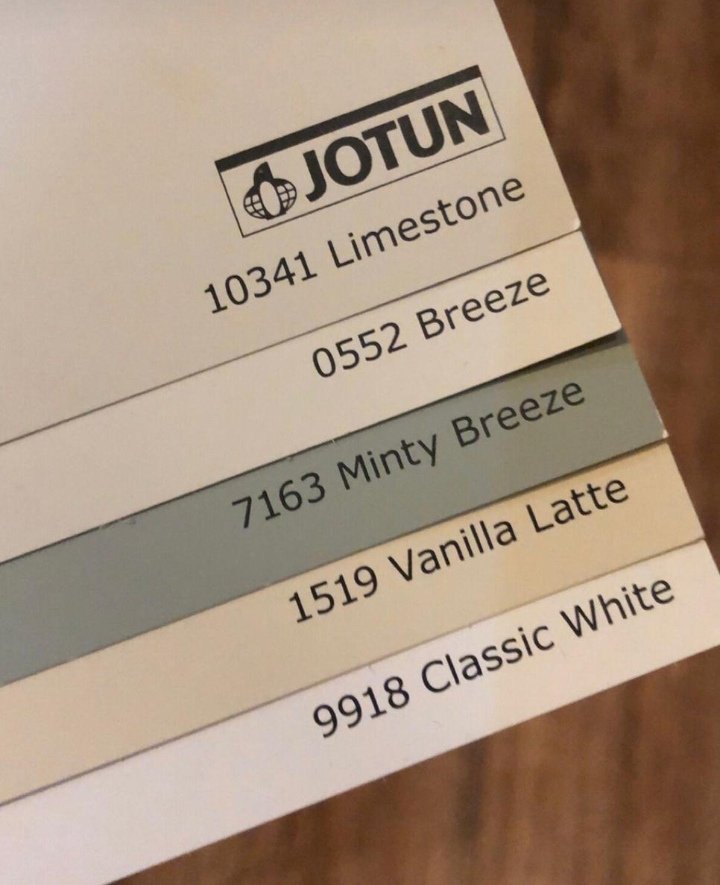 JOTUN
10341 Limestone
0552 Breeze
7163 Minty Breeze
1519 Vanilla Latte
9918 Classic White